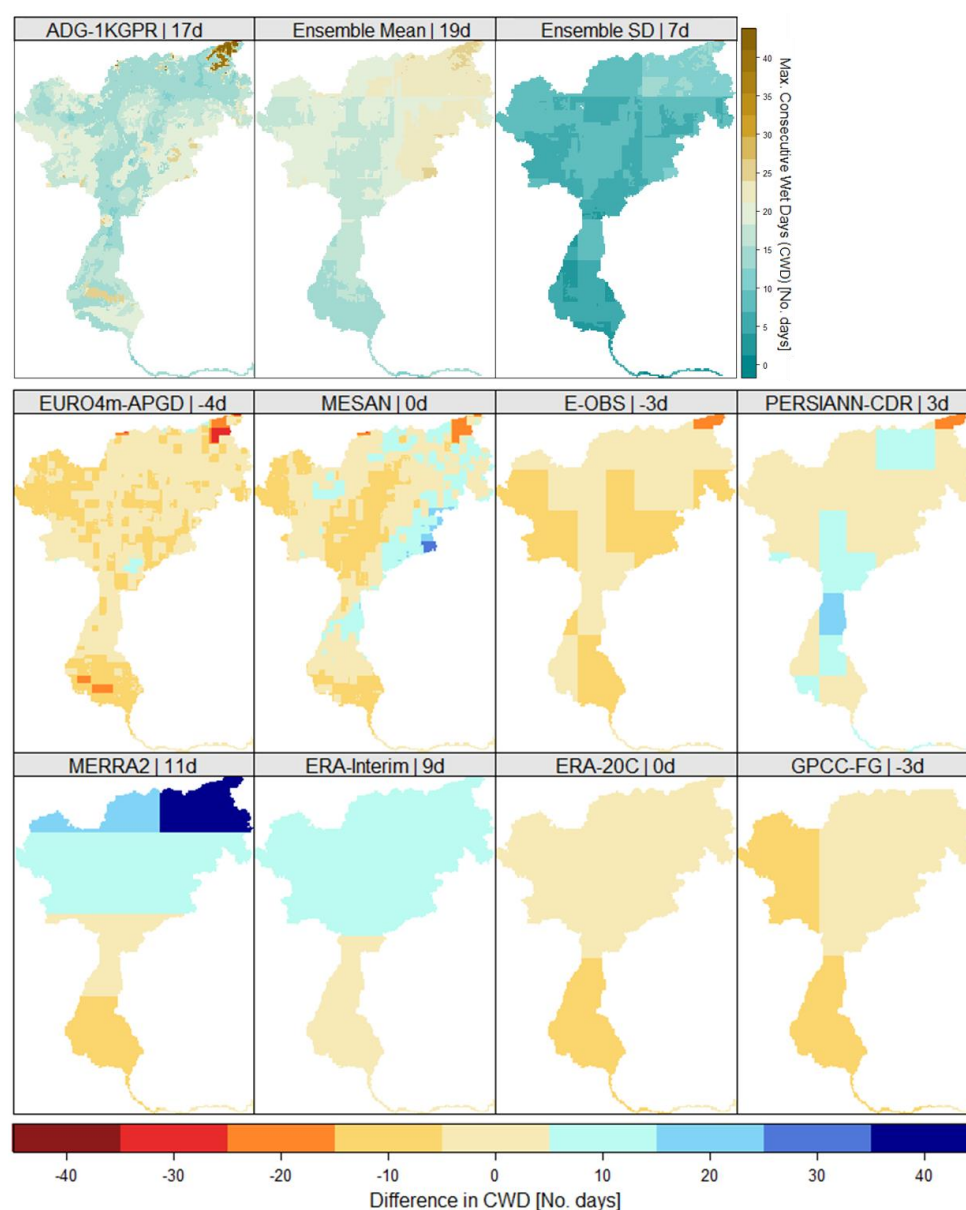 ADG-1KGPR | 17d
Ensemble Mean | 19d
Ensemble SD | 7d
40
35
30
25
20
15
10
5
0
Max. Consecutive Wet Days (CWD) [No. days]
EURO4m-APGD | -4d
MESAN | 0d
E-OBS | -3d
PERSIANN-CDR | 3d
MERRA2 | 11d
ERA-Interim | 9d
ERA-20C | 0d
GPCC-FG | -3d
-40
-30
-20
-10
0
10
20
30
40
Difference in CWD [No. days]